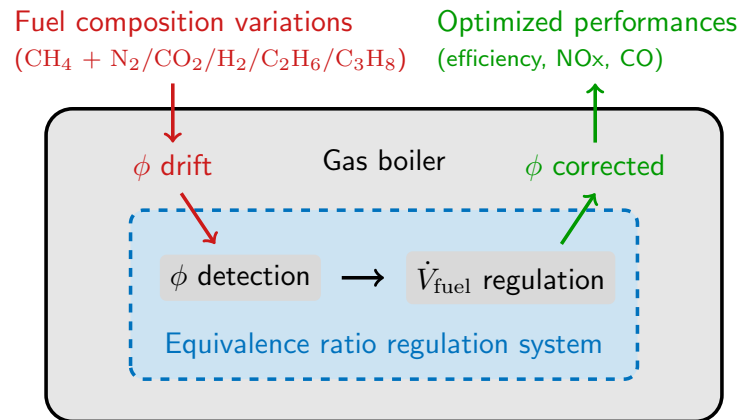 Fuel composition variations
(CH₄ + N₂/CO₂/H₂/C₂H₆/C₃H₈)
Optimized performances
(efficiency, NOx, CO)
ϕ drift
Gas boiler
ϕ corrected
ϕ detection
V̇fuel regulation
Equivalence ratio regulation system